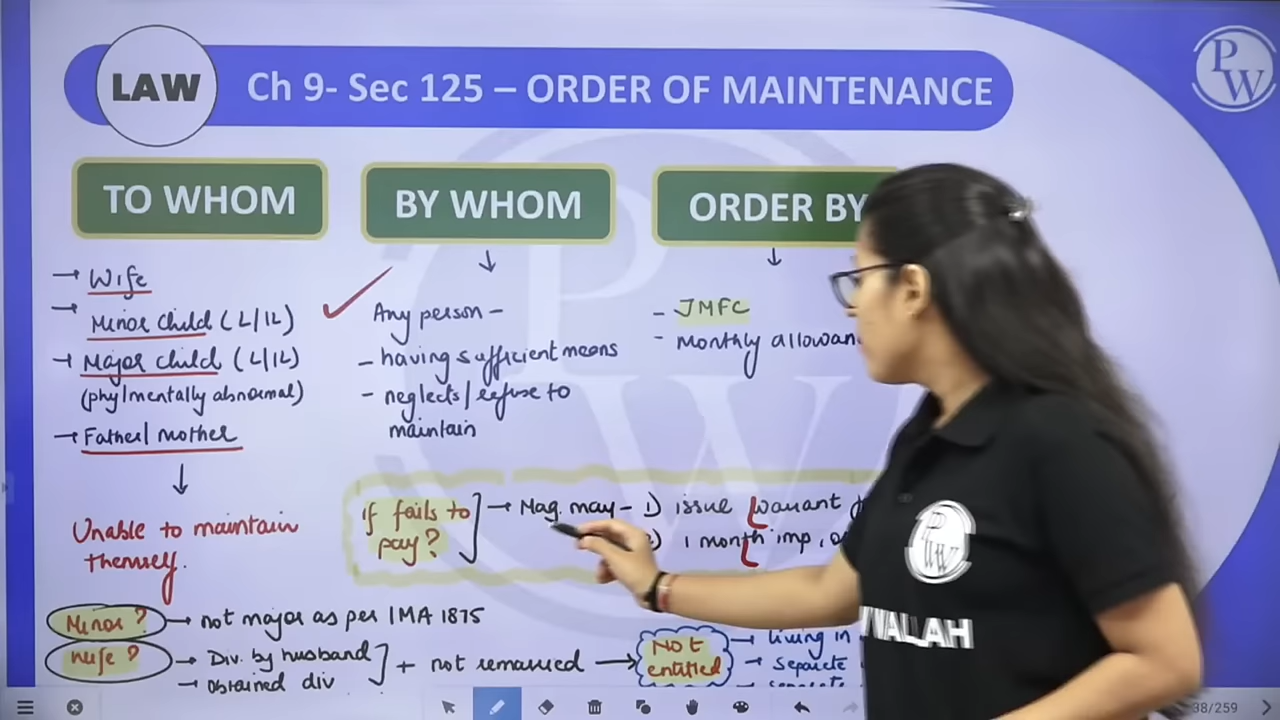 LAW
Ch 9- Sec 125 – ORDER OF MAINTENANCE
PW
TO WHOM
BY WHOM
ORDER BY
→ Wife
→ Minor child (L/IL)
→ Major child (L/IL)
(phy/mentally abnormal)
→ Father/mother
Unable to maintain
themself.
Any person -
- having sufficient means
- neglects/refuse to
maintain
- JMFC
- Monthly allowan
If fails to
pay?
→ Mag. may - 1) issue warrant
) 1 month imp,
Minor? → not major as per IMA 1875
wife? → Div. by husband
→ obtained div
+ not remarried →
Not
entitled
→ living in
→ separate
PW
WALLAH
38/259